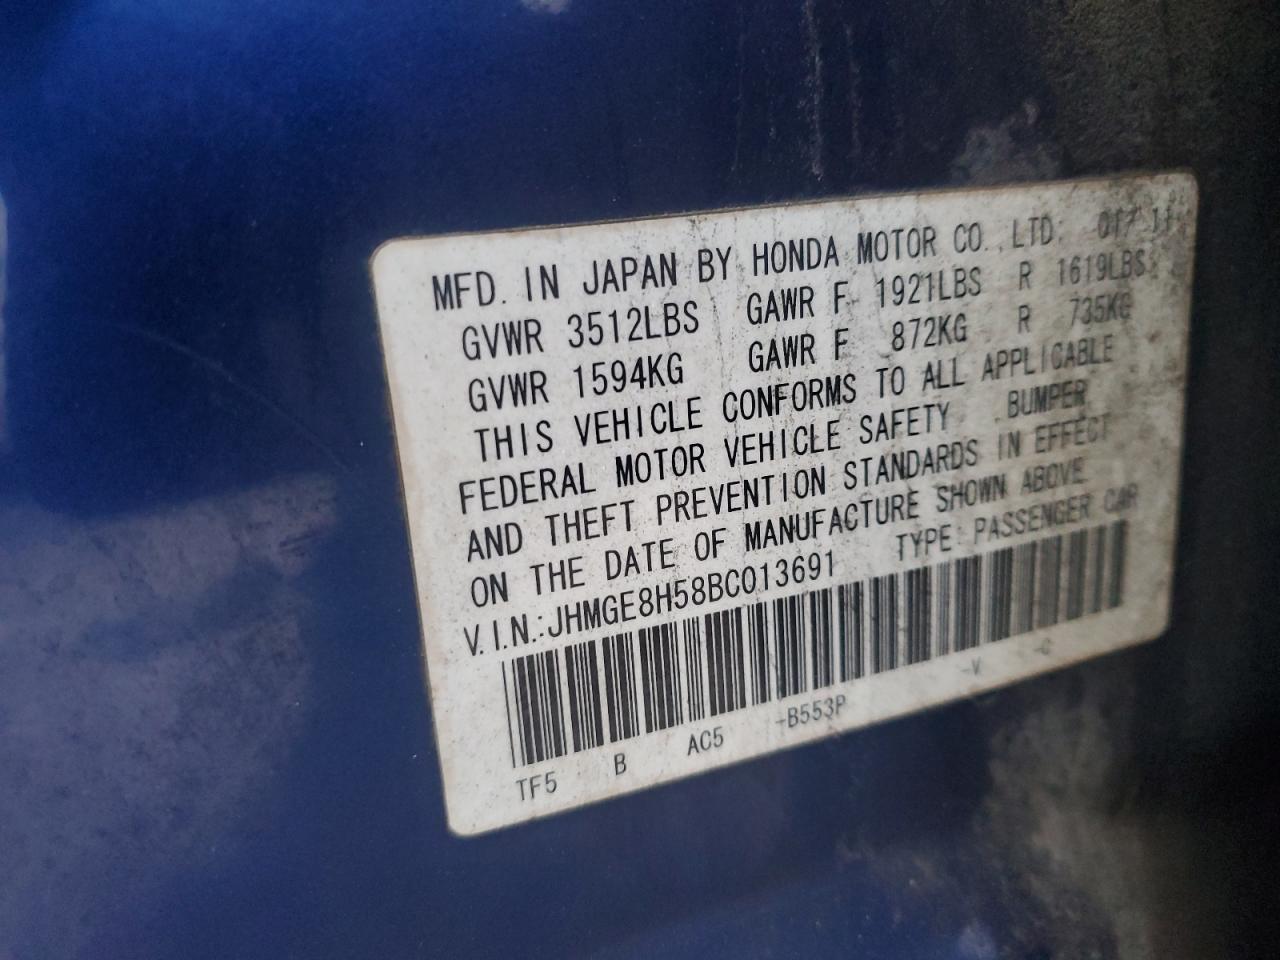 MFD. IN JAPAN BY HONDA MOTOR CO., LTD. 01/11
GVWR 3512LBS GAWR F 1921LBS R 1619LBS
GVWR 1594KG GAWR F 872KG R 735KG
THIS VEHICLE CONFORMS TO ALL APPLICABLE
FEDERAL MOTOR VEHICLE SAFETY , BUMPER
AND THEFT PREVENTION STANDARDS IN EFFECT
ON THE DATE OF MANUFACTURE SHOWN ABOVE
V.I.N.:JHMGE8H58BC013691 TYPE: PASSENGER CAR
TF5 B AC5 -B553P -V -C